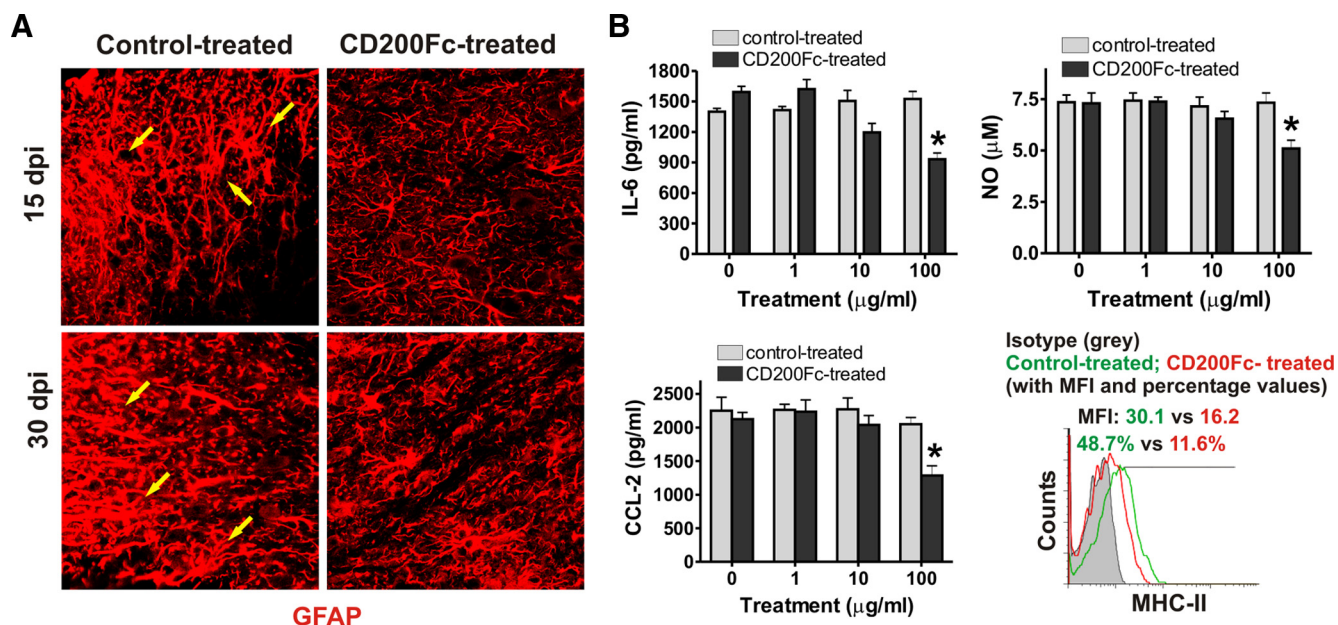 A
Control-treated
CD200Fc-treated
15 dpi
30 dpi
GFAP
B
control-treated
CD200Fc-treated
IL-6 (pg/ml)
1800
1500
1200
900
600
300
0
*
0 1 10 100
Treatment (μg/ml)
control-treated
CD200Fc-treated
NO (μM)
7.5
5.0
2.5
0.0
*
0 1 10 100
Treatment (μg/ml)
control-treated
CD200Fc-treated
CCL-2 (pg/ml)
2500
2000
1500
1000
500
0
*
0 1 10 100
Treatment (μg/ml)
Isotype (grey)
Control-treated; CD200Fc- treated
(with MFI and percentage values)
MFI: 30.1 vs 16.2
48.7% vs 11.6%
Counts
MHC-II